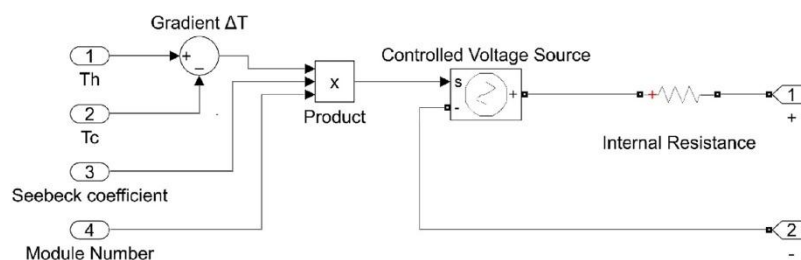 Gradient ΔT
1
+
−
Th
2
Tc
3
Seebeck coefficient
4
Module Number
x
Product
Controlled Voltage Source
s
-
+
+
Internal Resistance
1
+
2
-